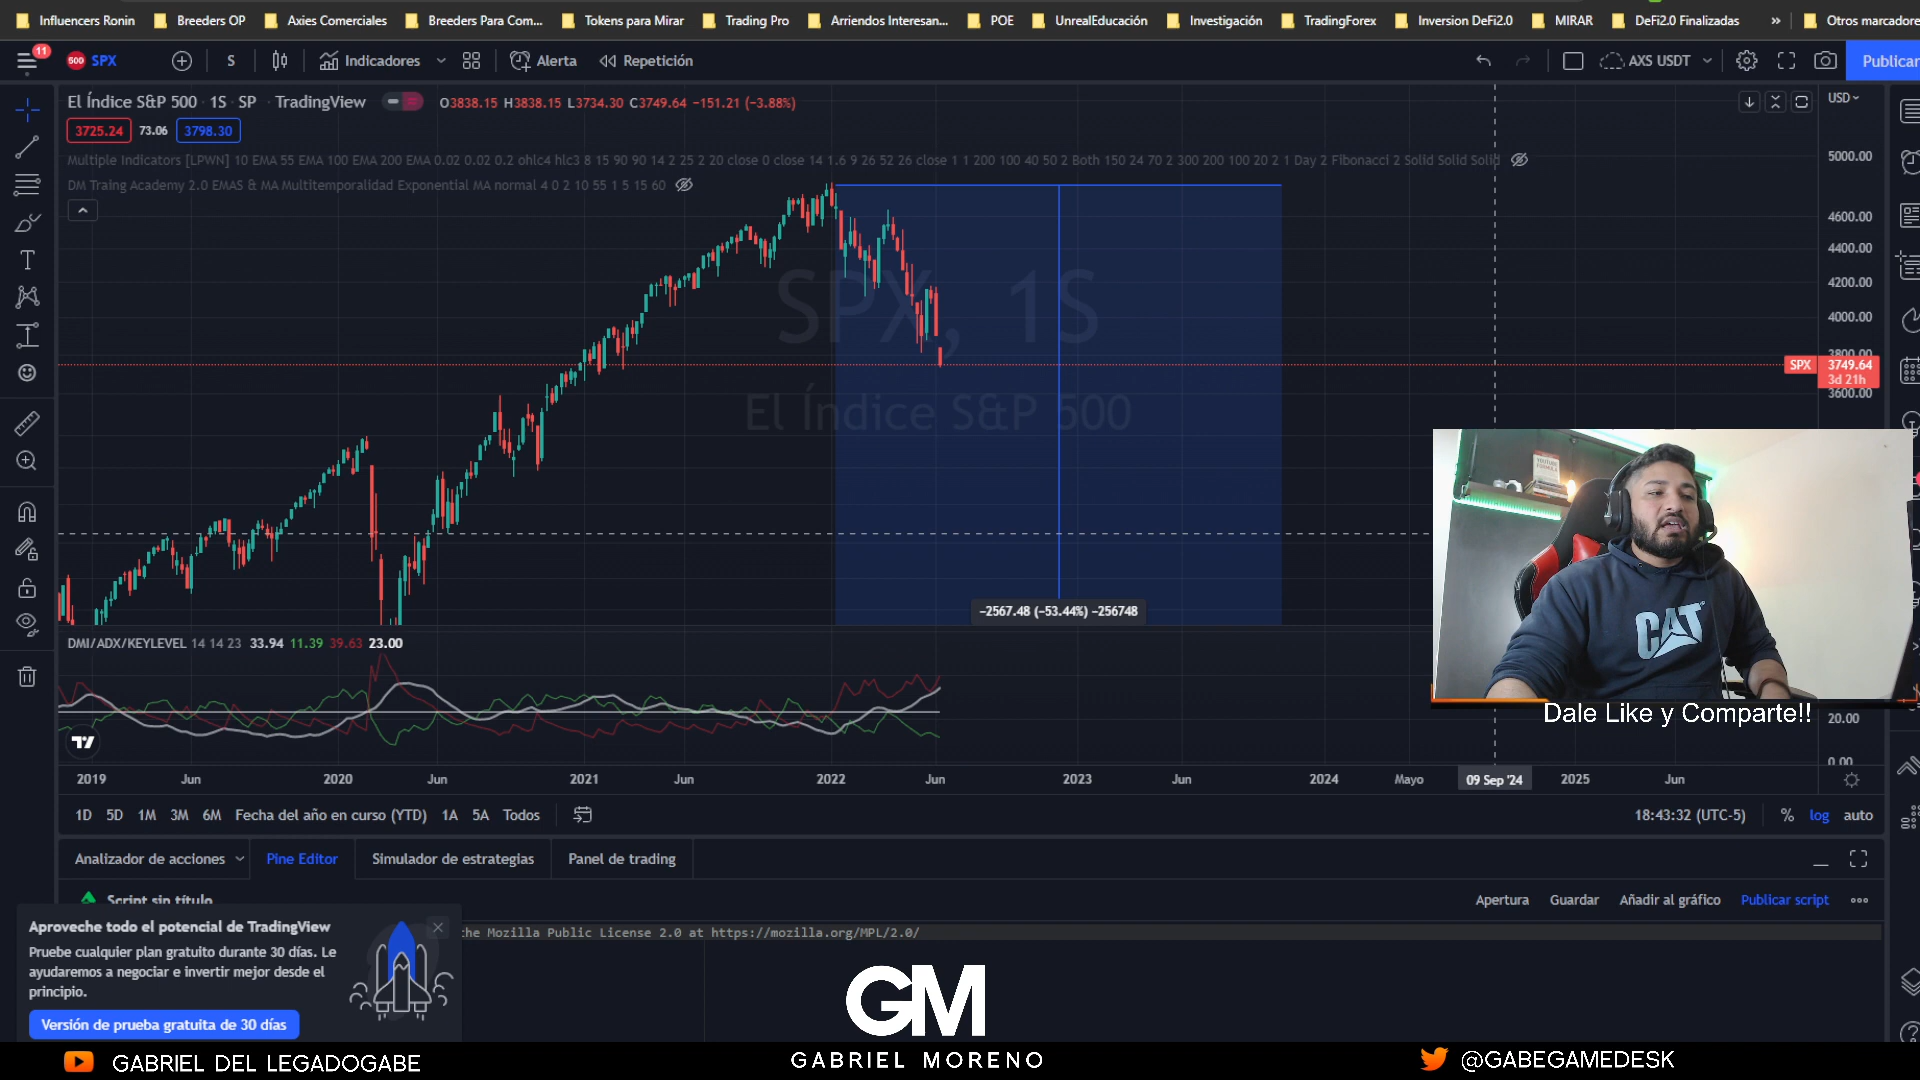 Influencers Ronin
Breeders OP
Axies Comerciales
Breeders Para Com...
Tokens para Mirar
Trading Pro
Arriendos Interesan...
POE
UnrealEducación
Investigación
TradingForex
Inversion DeFi2.0
MIRAR
DeFi2.0 Finalizadas
»
Otros marcadore
11
500 SPX
S
Indicadores
Alerta
Repetición
AXS USDT
Publicar
El Índice S&P 500 · 1S · SP · TradingView
O3838.15 H3838.15 L3734.30 C3749.64 −151.21 (−3.88%)
USD
3725.24 73.06 3798.30
Multiple Indicators [LPWN] 10 EMA 55 EMA 100 EMA 200 EMA 0.02 0.02 0.2 ohlc4 hlc3 8 15 90 90 14 2 25 2 20 close 0 close 14 1.6 9 26 52 26 close 1 1 200 100 40 50 2 Both 150 24 70 2 300 200 100 20 2 1 Day 2 Fibonacci 2 Solid Solid Solid
DM Traing Academy 2.0 EMAS & MA Multitemporalidad Exponential MA normal 4 0 2 10 55 1 5 15 60
5000.00
4600.00
4400.00
4200.00
4000.00
3800.00
SPX 3749.64
3d 21h
3600.00
SPX, 1S
El Índice S&P 500
CAT
−2567.48 (−53.44%) −256748
DMI/ADX/KEYLEVEL 14 14 23 33.94 11.39 39.63 23.00
Dale Like y Comparte!!
20.00
0.00
2019 Jun 2020 Jun 2021 Jun 2022 Jun 2023 Jun 2024 Mayo 09 Sep '24 2025 Jun
1D 5D 1M 3M 6M Fecha del año en curso (YTD) 1A 5A Todos
18:43:32 (UTC-5) % log auto
Analizador de acciones
Pine Editor
Simulador de estrategias
Panel de trading
Script sin título
Apertura Guardar Añadir al gráfico Publicar script
Aproveche todo el potencial de TradingView
Pruebe cualquier plan gratuito durante 30 días. Le
ayudaremos a negociar e invertir mejor desde el
principio.
Versión de prueba gratuita de 30 días
the Mozilla Public License 2.0 at https://mozilla.org/MPL/2.0/
GM
GABRIEL MORENO
GABRIEL DEL LEGADOGABE
@GABEGAMEDESK